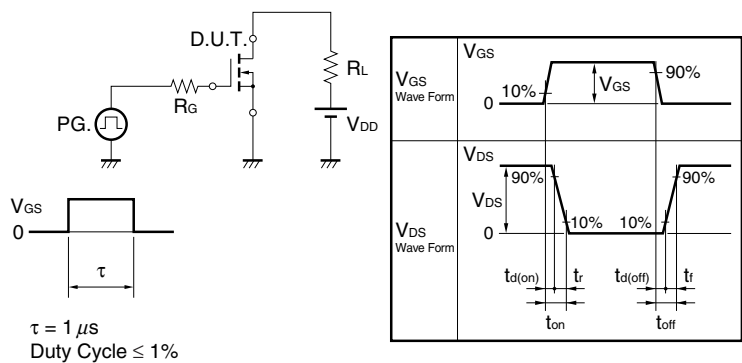 D.U.T.
RL
RG
PG.
VDD
VGS
0
τ
τ = 1 μs
Duty Cycle ≤ 1%
VGS
Wave Form
VGS
10%
VGS
90%
0
VDS
Wave Form
VDS
90%
90%
VDS
10%
10%
0
td(on)
tr
td(off)
tf
ton
toff